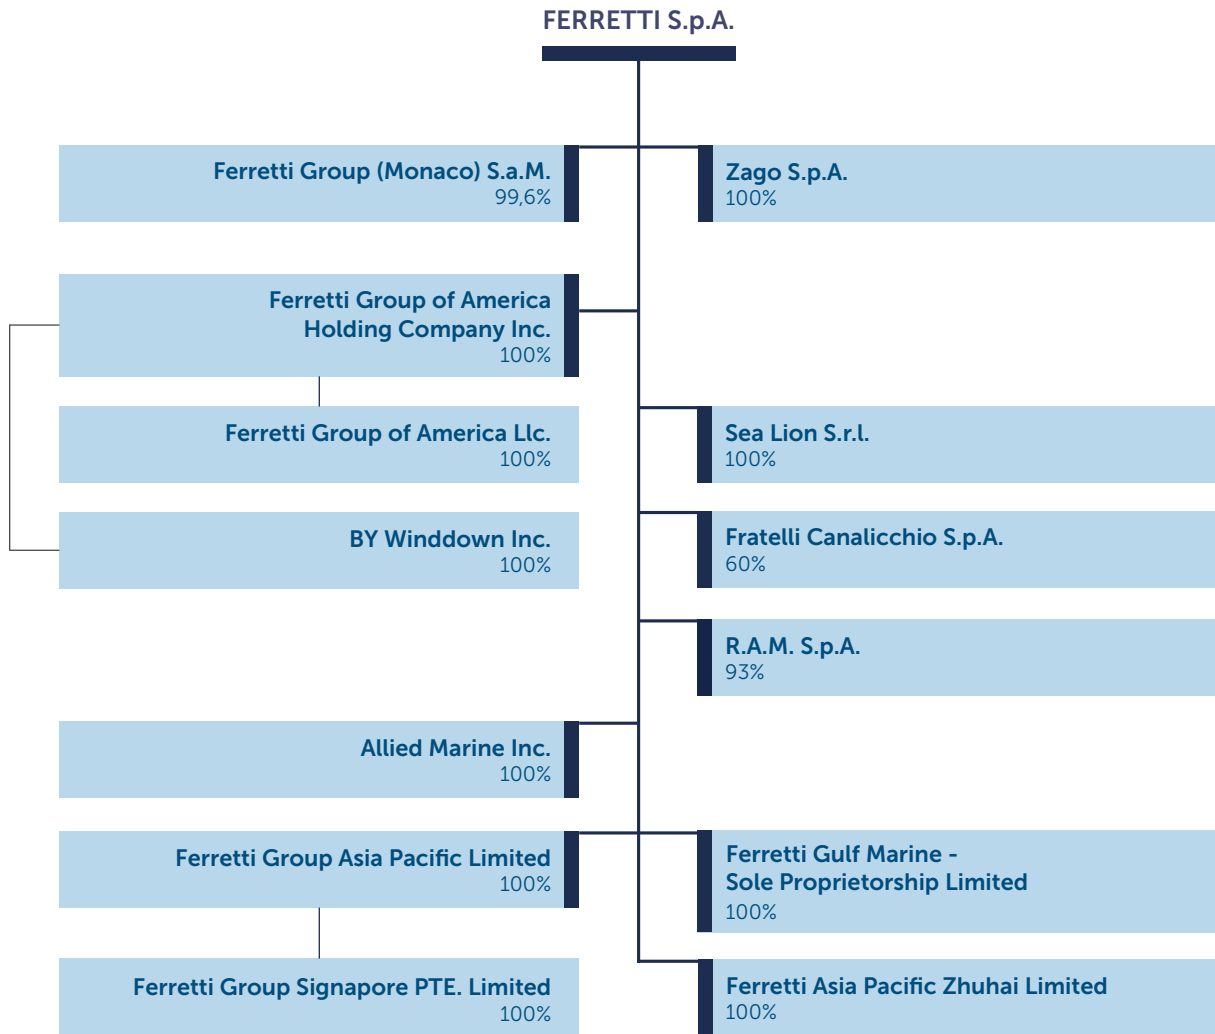 FERRETTI S.p.A.
Ferretti Group (Monaco) S.a.M.
99,6%
Zago S.p.A.
100%
Ferretti Group of America
Holding Company Inc.
100%
Ferretti Group of America Llc.
100%
Sea Lion S.r.l.
100%
BY Winddown Inc.
100%
Fratelli Canalicchio S.p.A.
60%
R.A.M. S.p.A.
93%
Allied Marine Inc.
100%
Ferretti Group Asia Pacific Limited
100%
Ferretti Gulf Marine -
Sole Proprietorship Limited
100%
Ferretti Group Signapore PTE. Limited
100%
Ferretti Asia Pacific Zhuhai Limited
100%